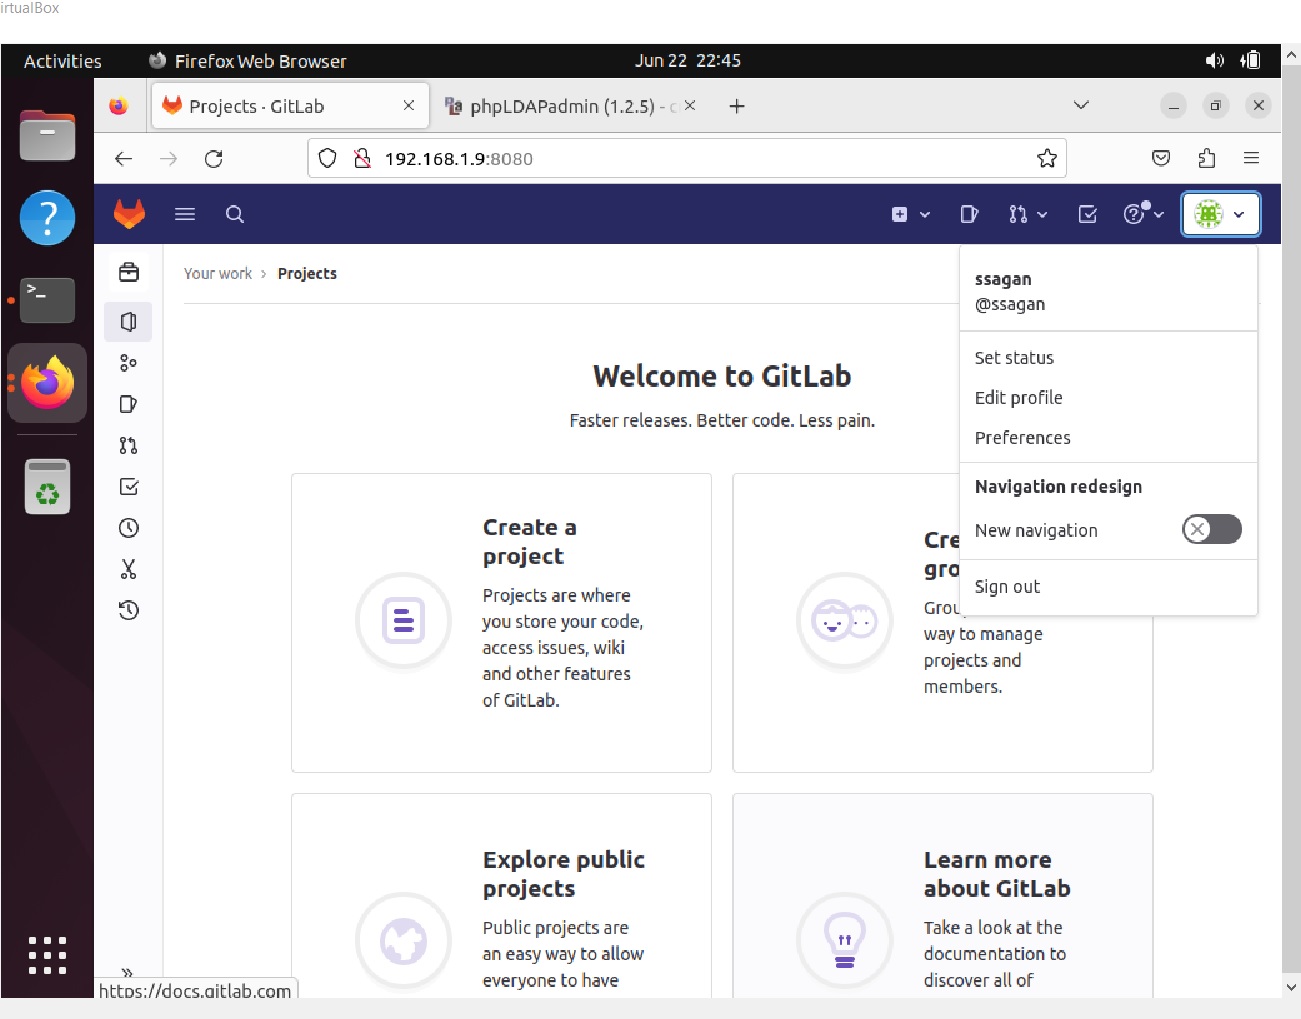 irtualBox
Activities
Firefox Web Browser
Jun 22 22:45
Projects · GitLab
phpLDAPadmin (1.2.5) -
192.168.1.9:8080
Your work › Projects
ssagan
@ssagan
Set status
Edit profile
Preferences
Navigation redesign
New navigation
Sign out
Welcome to GitLab
Faster releases. Better code. Less pain.
Create a
project
Projects are where
you store your code,
access issues, wiki
and other features
of GitLab.
Cre
gro
Grou
way to manage
projects and
members.
Explore public
projects
Public projects are
an easy way to allow
everyone to have
Learn more
about GitLab
Take a look at the
documentation to
discover all of
https://docs.gitlab.com